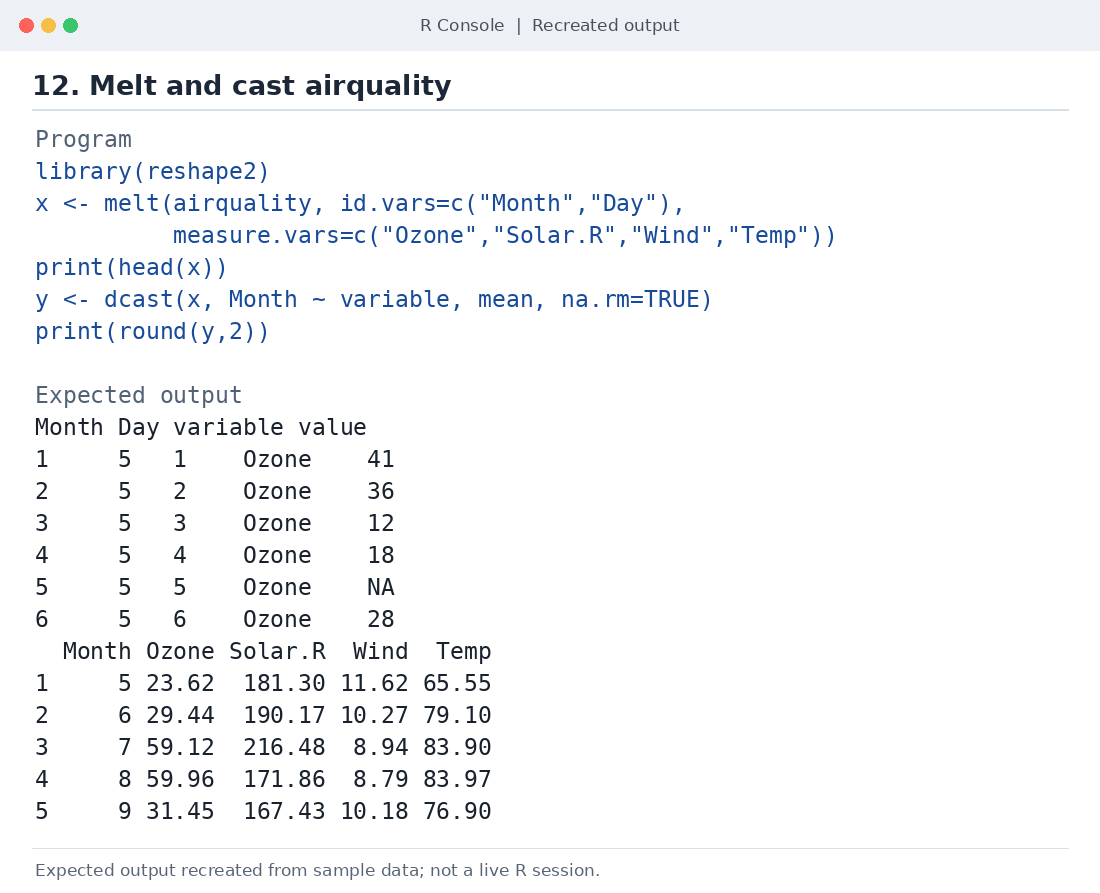 R Console  |  Recreated output
12. Melt and cast airquality
Program
library(reshape2)
x <- melt(airquality, id.vars=c("Month","Day"),
          measure.vars=c("Ozone","Solar.R","Wind","Temp"))
print(head(x))
y <- dcast(x, Month ~ variable, mean, na.rm=TRUE)
print(round(y,2))
Expected output
Month Day variable value
1     5   1    Ozone    41
2     5   2    Ozone    36
3     5   3    Ozone    12
4     5   4    Ozone    18
5     5   5    Ozone    NA
6     5   6    Ozone    28
  Month Ozone Solar.R  Wind  Temp
1     5 23.62  181.30 11.62 65.55
2     6 29.44  190.17 10.27 79.10
3     7 59.12  216.48  8.94 83.90
4     8 59.96  171.86  8.79 83.97
5     9 31.45  167.43 10.18 76.90
Expected output recreated from sample data; not a live R session.